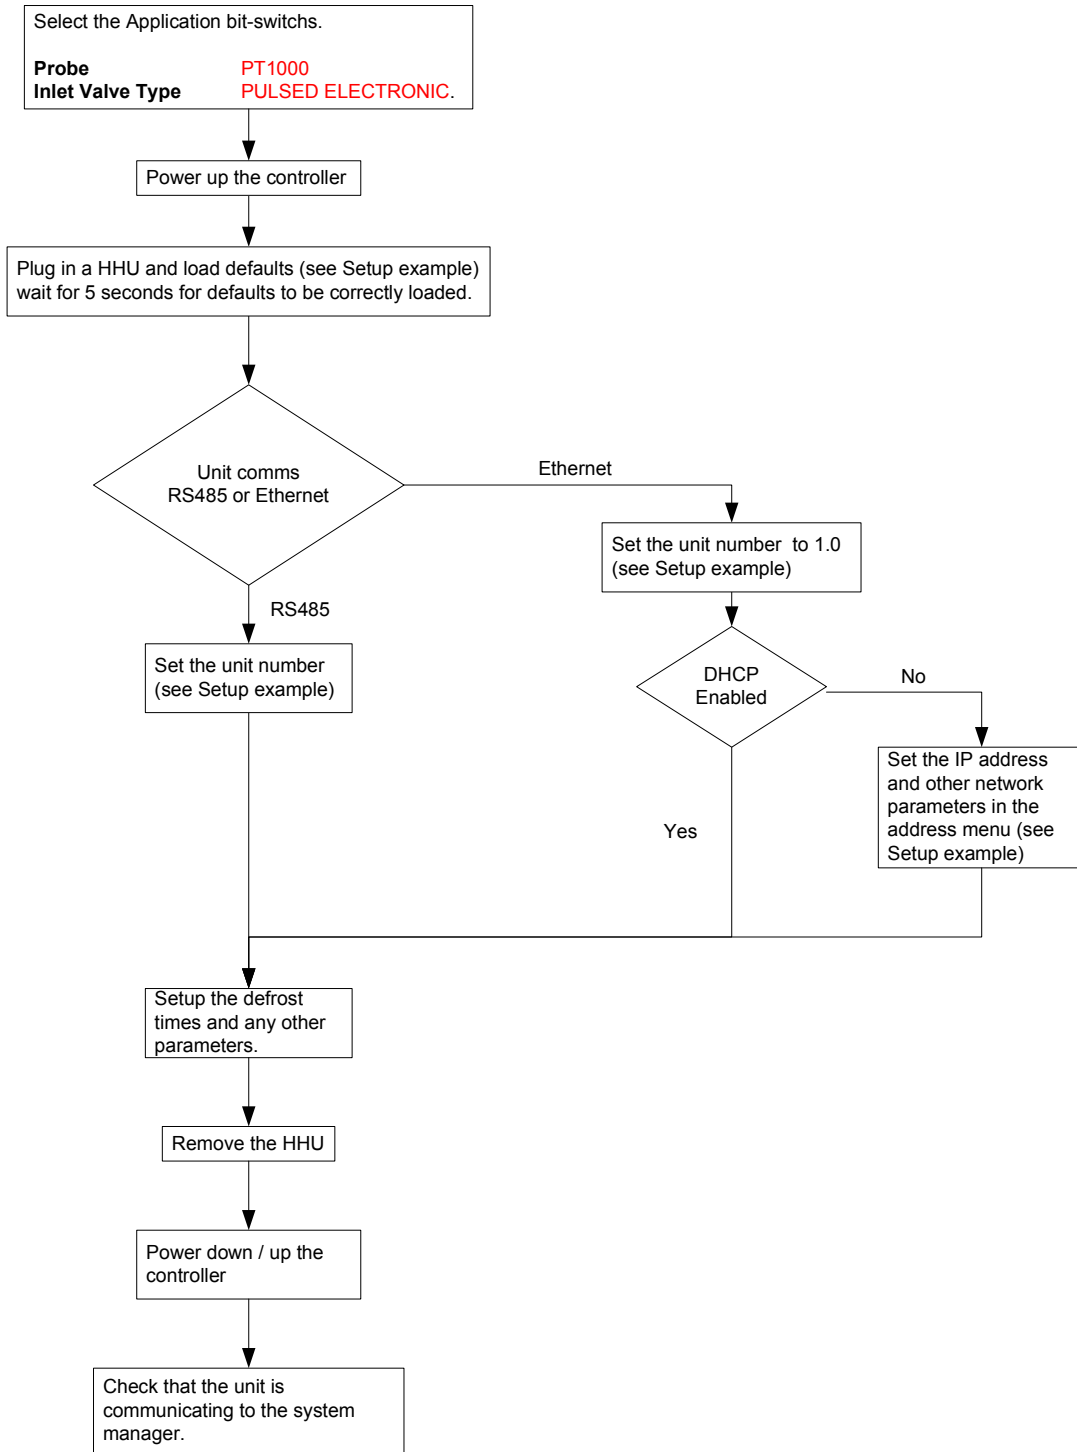 Select the Application bit-switchs.
Probe PT1000
Inlet Valve Type PULSED ELECTRONIC.
Power up the controller
Plug in a HHU and load defaults (see Setup example)
wait for 5 seconds for defaults to be correctly loaded.
Unit comms
RS485 or Ethernet
Ethernet
Set the unit number to 1.0
(see Setup example)
RS485
Set the unit number
(see Setup example)
DHCP
Enabled
No
Set the IP address
and other network
parameters in the
address menu (see
Setup example)
Yes
Setup the defrost
times and any other
parameters.
Remove the HHU
Power down / up the
controller
Check that the unit is
communicating to the system
manager.